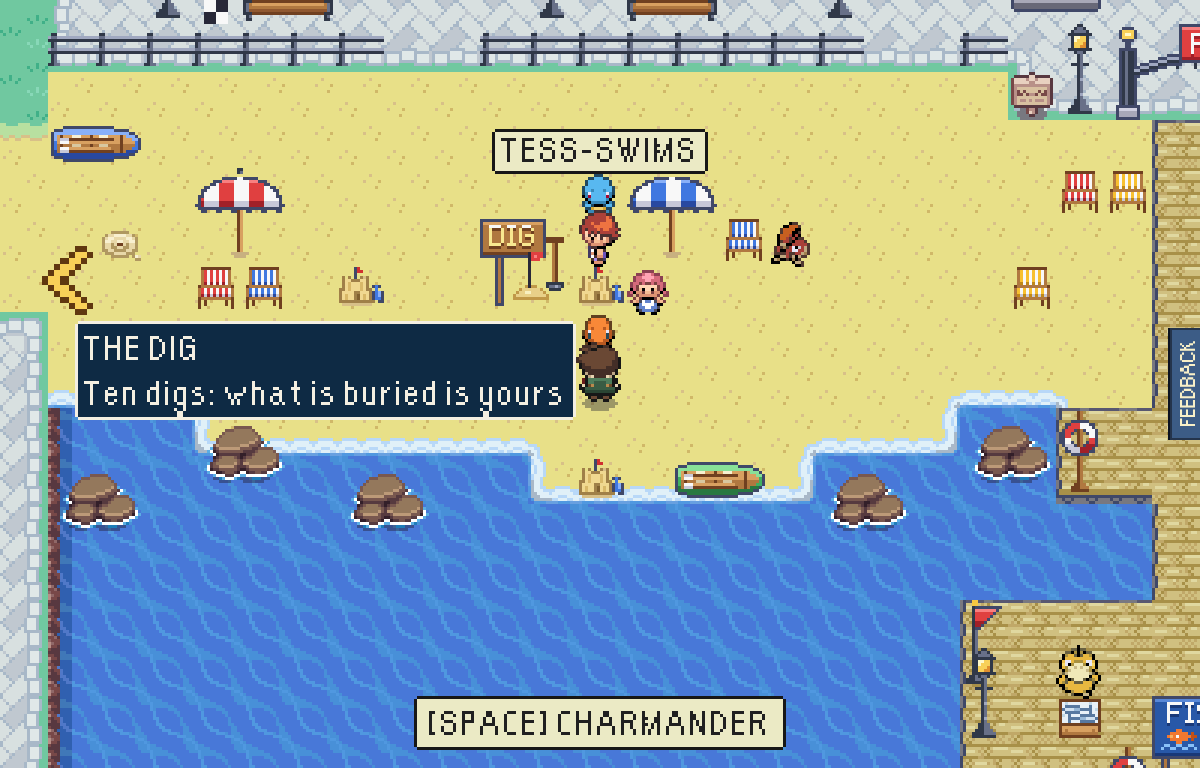 TESS-SWIMS
DIG
THE DIG
Ten digs: what is buried is yours
FEEDBACK
[SPACE] CHARMANDER